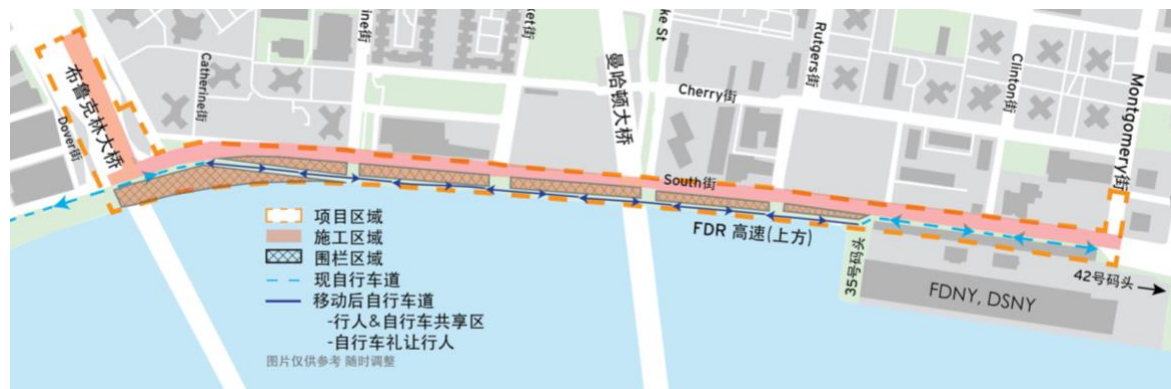 ket街
ke St
ine街
Catherine街
Rutgers街
Clinton街
Montgomery街
布鲁克林大桥
Dover街
曼哈顿大桥
Cherry街
South街
FDR 高速(上方)
35号码头
42号码头
FDNY, DSNY
项目区域
施工区域
围栏区域
现自行车道
移动后自行车道
-行人&自行车共享区
-自行车礼让行人
图片仅供参考 随时调整